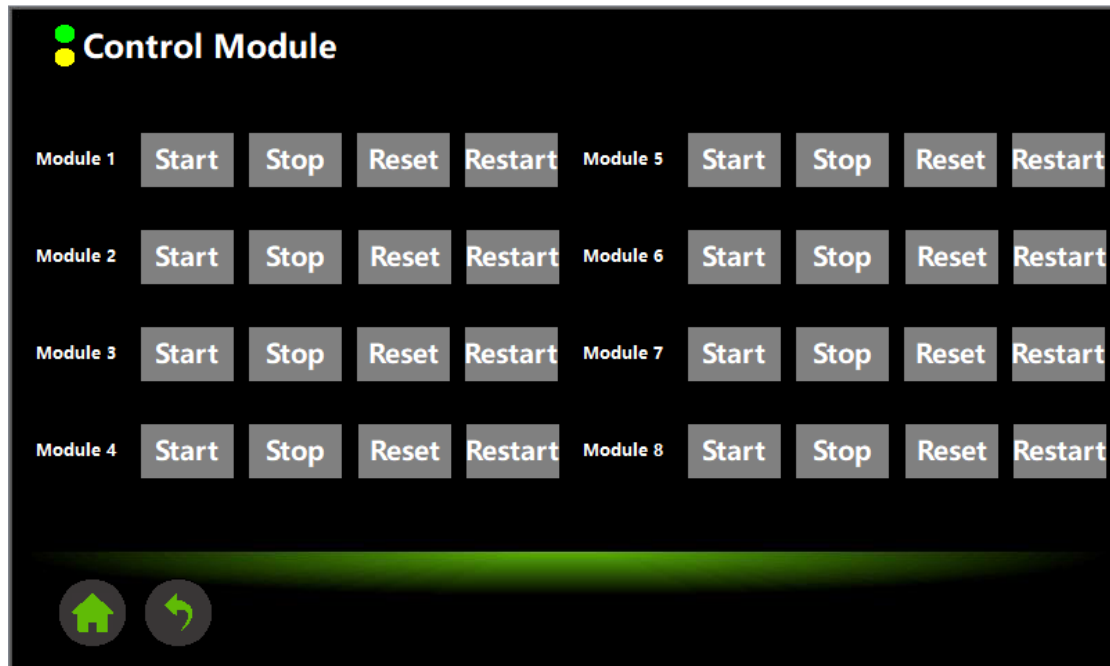 Control Module
Module 1 Start Stop Reset Restart Module 5 Start Stop Reset Restart
Module 2 Start Stop Reset Restart Module 6 Start Stop Reset Restart
Module 3 Start Stop Reset Restart Module 7 Start Stop Reset Restart
Module 4 Start Stop Reset Restart Module 8 Start Stop Reset Restart